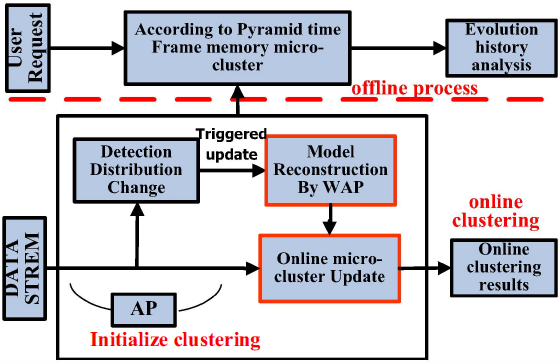 User
Request
According to Pyramid time
Frame memory micro-
cluster
Evolution
history
analysis
offline process
Detection
Distribution
Change
Triggered
update
Model
Reconstruction
By WAP
online
clustering
DATA
STREM
Online micro-
cluster Update
Online
clustering
results
AP
Initialize clustering